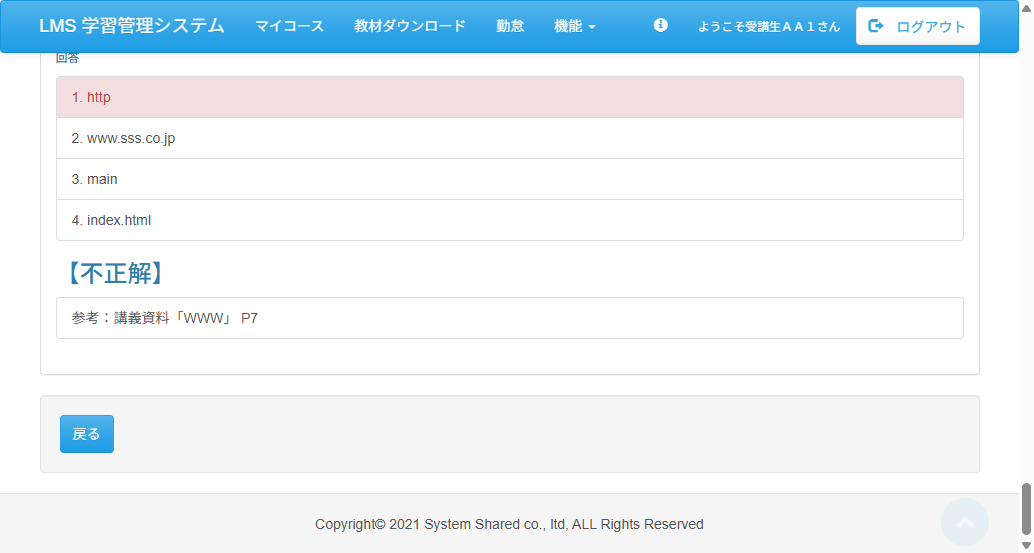 LMS 学習管理システム マイコース 教材ダウンロード 勤怠 機能 ようこそ受講生ＡＡ１さん ログアウト
回答
1. http
2. www.sss.co.jp
3. main
4. index.html
【不正解】
参考：講義資料「WWW」 P7
戻る
Copyright© 2021 System Shared co., ltd, ALL Rights Reserved